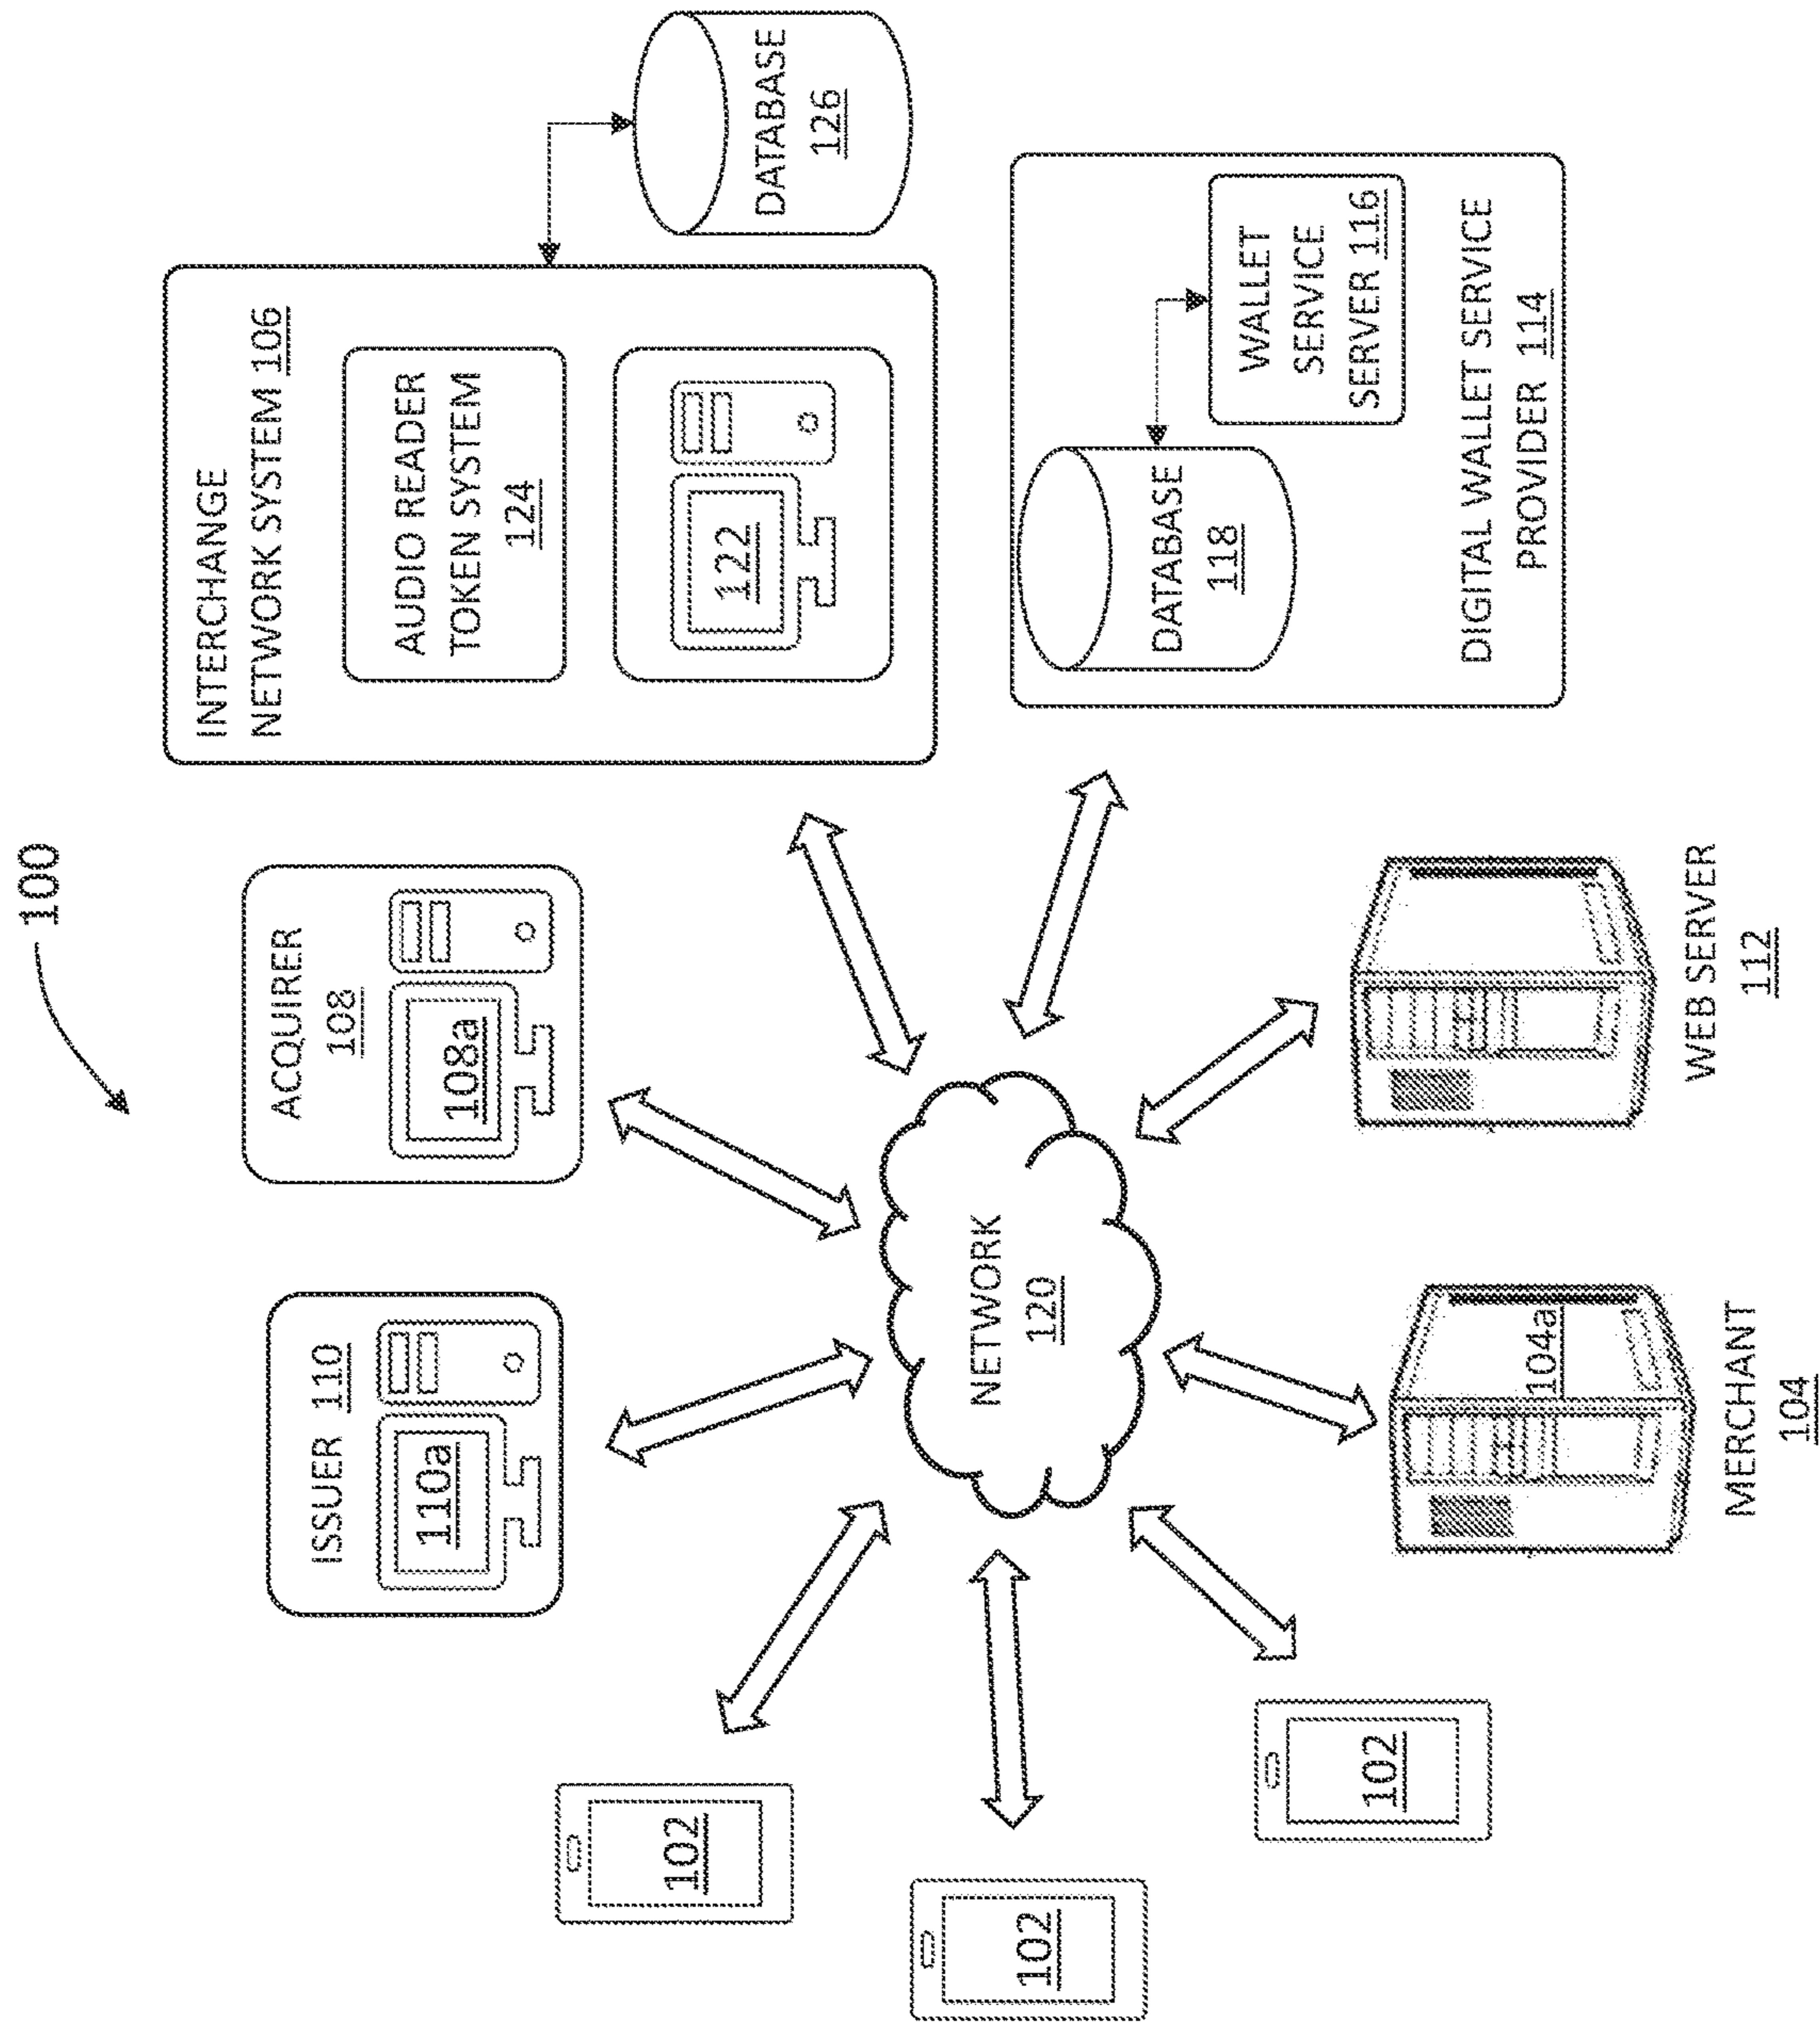 100
ISSUER 110
110a
ACQUIRER
108
108a
INTERCHANGE
NETWORK SYSTEM 106
AUDIO READER
TOKEN SYSTEM
124
122
DATABASE
126
102
102
102
NETWORK
120
DATABASE
118
WALLET
SERVICE
SERVER 116
DIGITAL WALLET SERVICE
PROVIDER 114
104a
MERCHANT
104
WEB SERVER
112